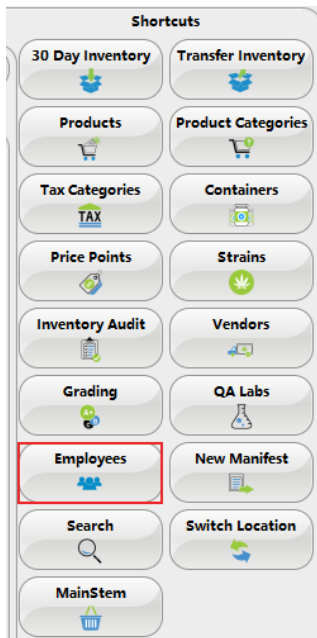 Shortcuts
30 Day Inventory
Transfer Inventory
Products
Product Categories
Tax Categories
TAX
Containers
Price Points
Strains
Inventory Audit
Vendors
Grading
A+
QA Labs
Employees
New Manifest
Search
Switch Location
MainStem